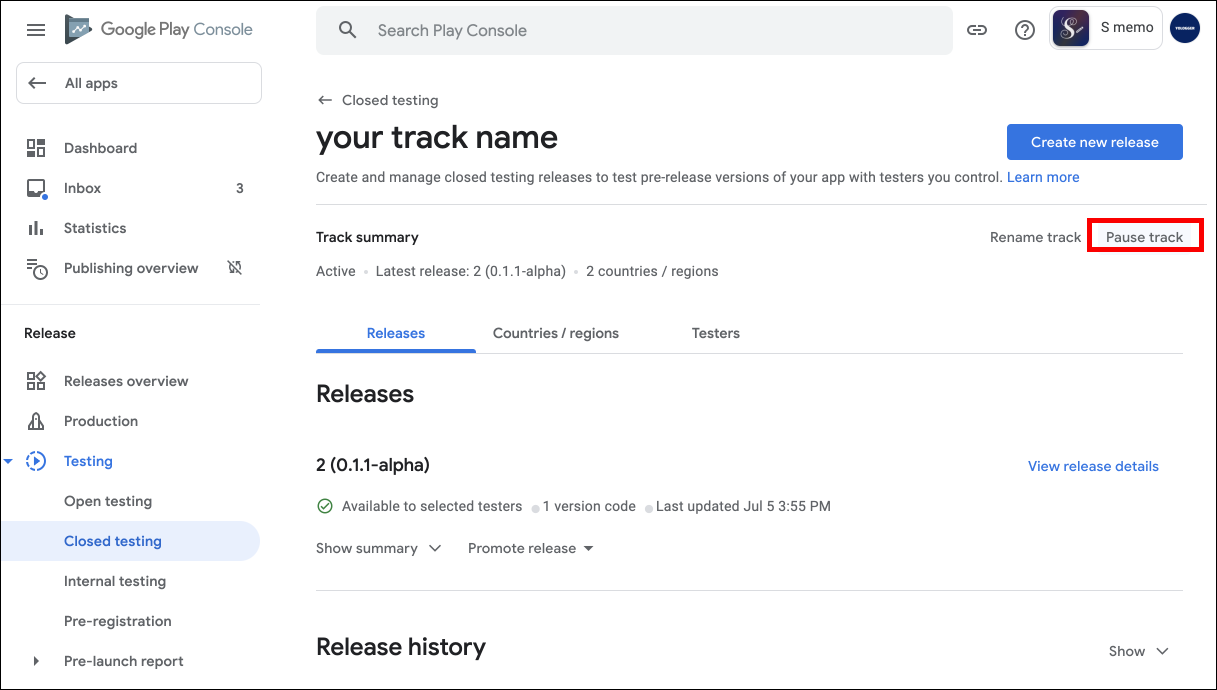 Google Play Console
Search Play Console
S memo
All apps
Dashboard
Inbox 3
Statistics
Publishing overview
Release
Releases overview
Production
Testing
Open testing
Closed testing
Internal testing
Pre-registration
Pre-launch report
Closed testing
your track name
Create new release
Create and manage closed testing releases to test pre-release versions of your app with testers you control. Learn more
Track summary
Rename track
Pause track
Active • Latest release: 2 (0.1.1-alpha) • 2 countries / regions
Releases
Countries / regions
Testers
Releases
2 (0.1.1-alpha)
View release details
Available to selected testers • 1 version code • Last updated Jul 5 3:55 PM
Show summary
Promote release
Release history
Show